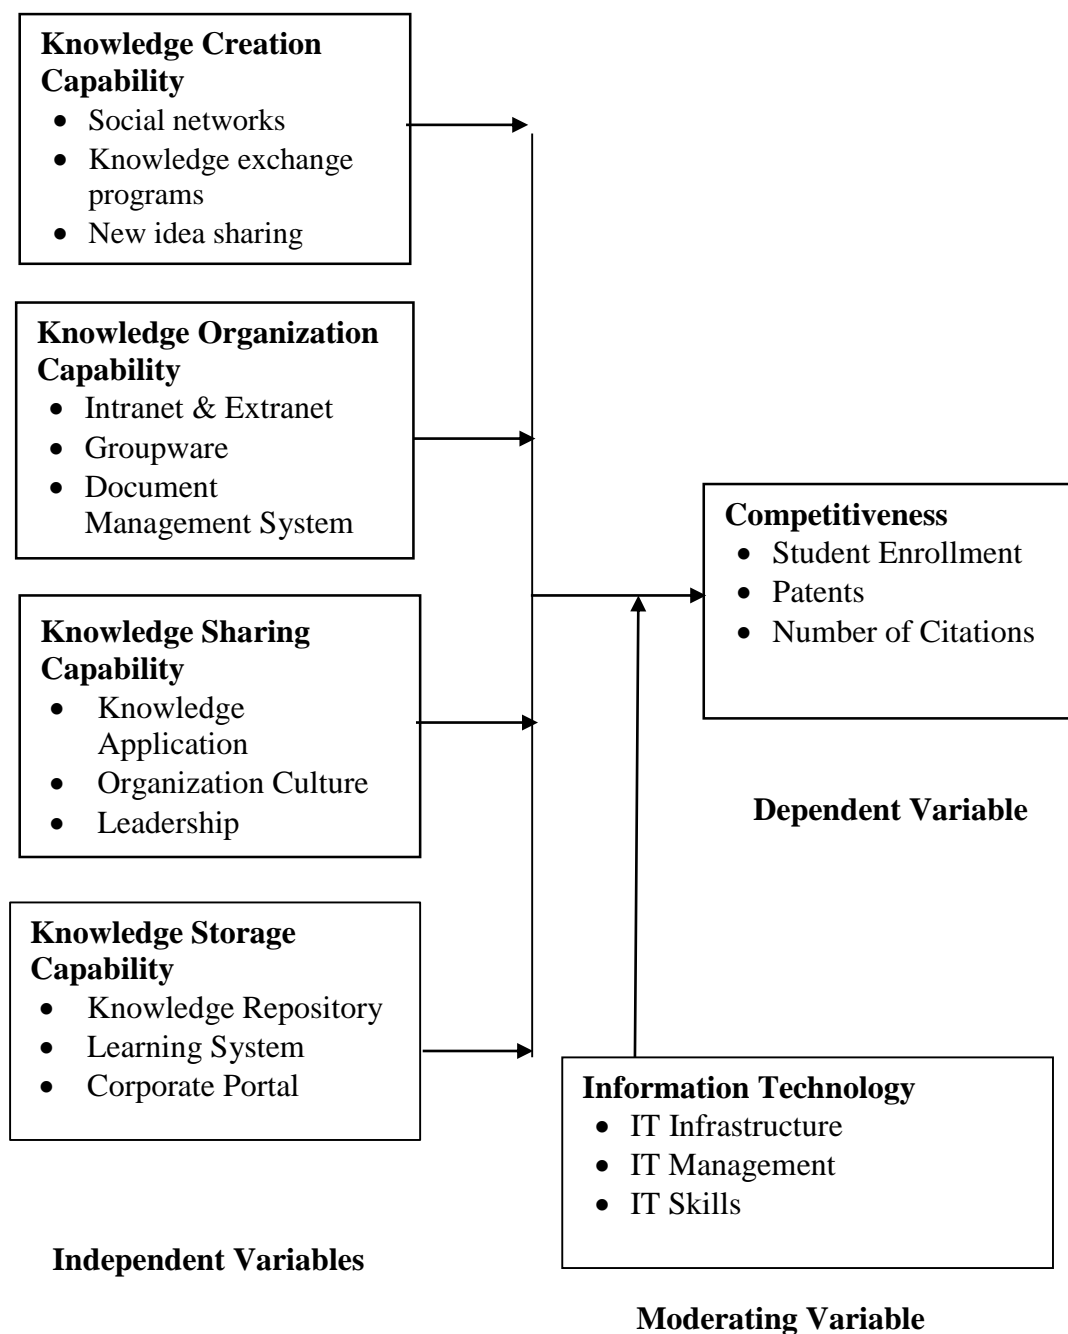 Knowledge Creation
Capability
• Social networks
• Knowledge exchange
programs
• New idea sharing
Knowledge Organization
Capability
• Intranet & Extranet
• Groupware
• Document
Management System
Knowledge Sharing
Capability
• Knowledge
Application
• Organization Culture
• Leadership
Knowledge Storage
Capability
• Knowledge Repository
• Learning System
• Corporate Portal
Independent Variables
Competitiveness
• Student Enrollment
• Patents
• Number of Citations
Dependent Variable
Information Technology
• IT Infrastructure
• IT Management
• IT Skills
Moderating Variable